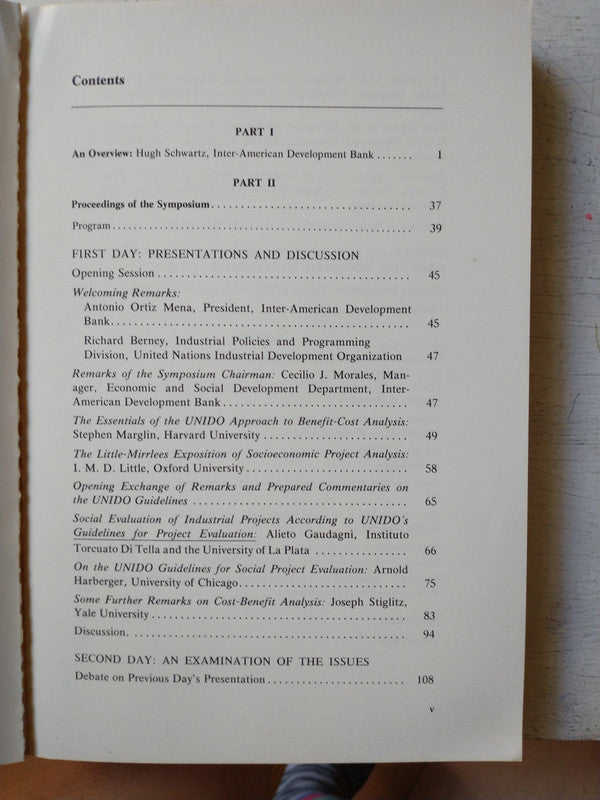 Contents
PART I
An Overview: Hugh Schwartz, Inter-American Development Bank ....... 1
PART II
Proceedings of the Symposium................................ 37
Program................................................ 39
FIRST DAY: PRESENTATIONS AND DISCUSSION
Opening Session ........................................ 45
Welcoming Remarks:
Antonio Ortiz Mena, President, Inter-American Development
Bank................................................ 45
Richard Berney, Industrial Policies and Programming
Division, United Nations Industrial Development Organization 47
Remarks of the Symposium Chairman: Cecilio J. Morales, Man-
ager, Economic and Social Development Department, Inter-
American Development Bank .............................. 47
The Essentials of the UNIDO Approach to Benefit-Cost Analysis:
Stephen Marglin, Harvard University ....................... 49
The Little-Mirrlees Exposition of Socioeconomic Project Analysis:
I. M. D. Little, Oxford University .......................... 58
Opening Exchange of Remarks and Prepared Commentaries on
the UNIDO Guidelines ................................... 65
Social Evaluation of Industrial Projects According to UNIDO's
Guidelines for Project Evaluation: Alieto Gaudagni, Instituto
Torcuato Di Tella and the University of La Plata ............... 66
On the UNIDO Guidelines for Social Project Evaluation: Arnold
Harberger, University of Chicago........................... 75
Some Further Remarks on Cost-Benefit Analysis: Joseph Stiglitz,
Yale University ......................................... 83
Discussion. ............................................ 94
SECOND DAY: AN EXAMINATION OF THE ISSUES
Debate on Previous Day's Presentation ....................... 108
v